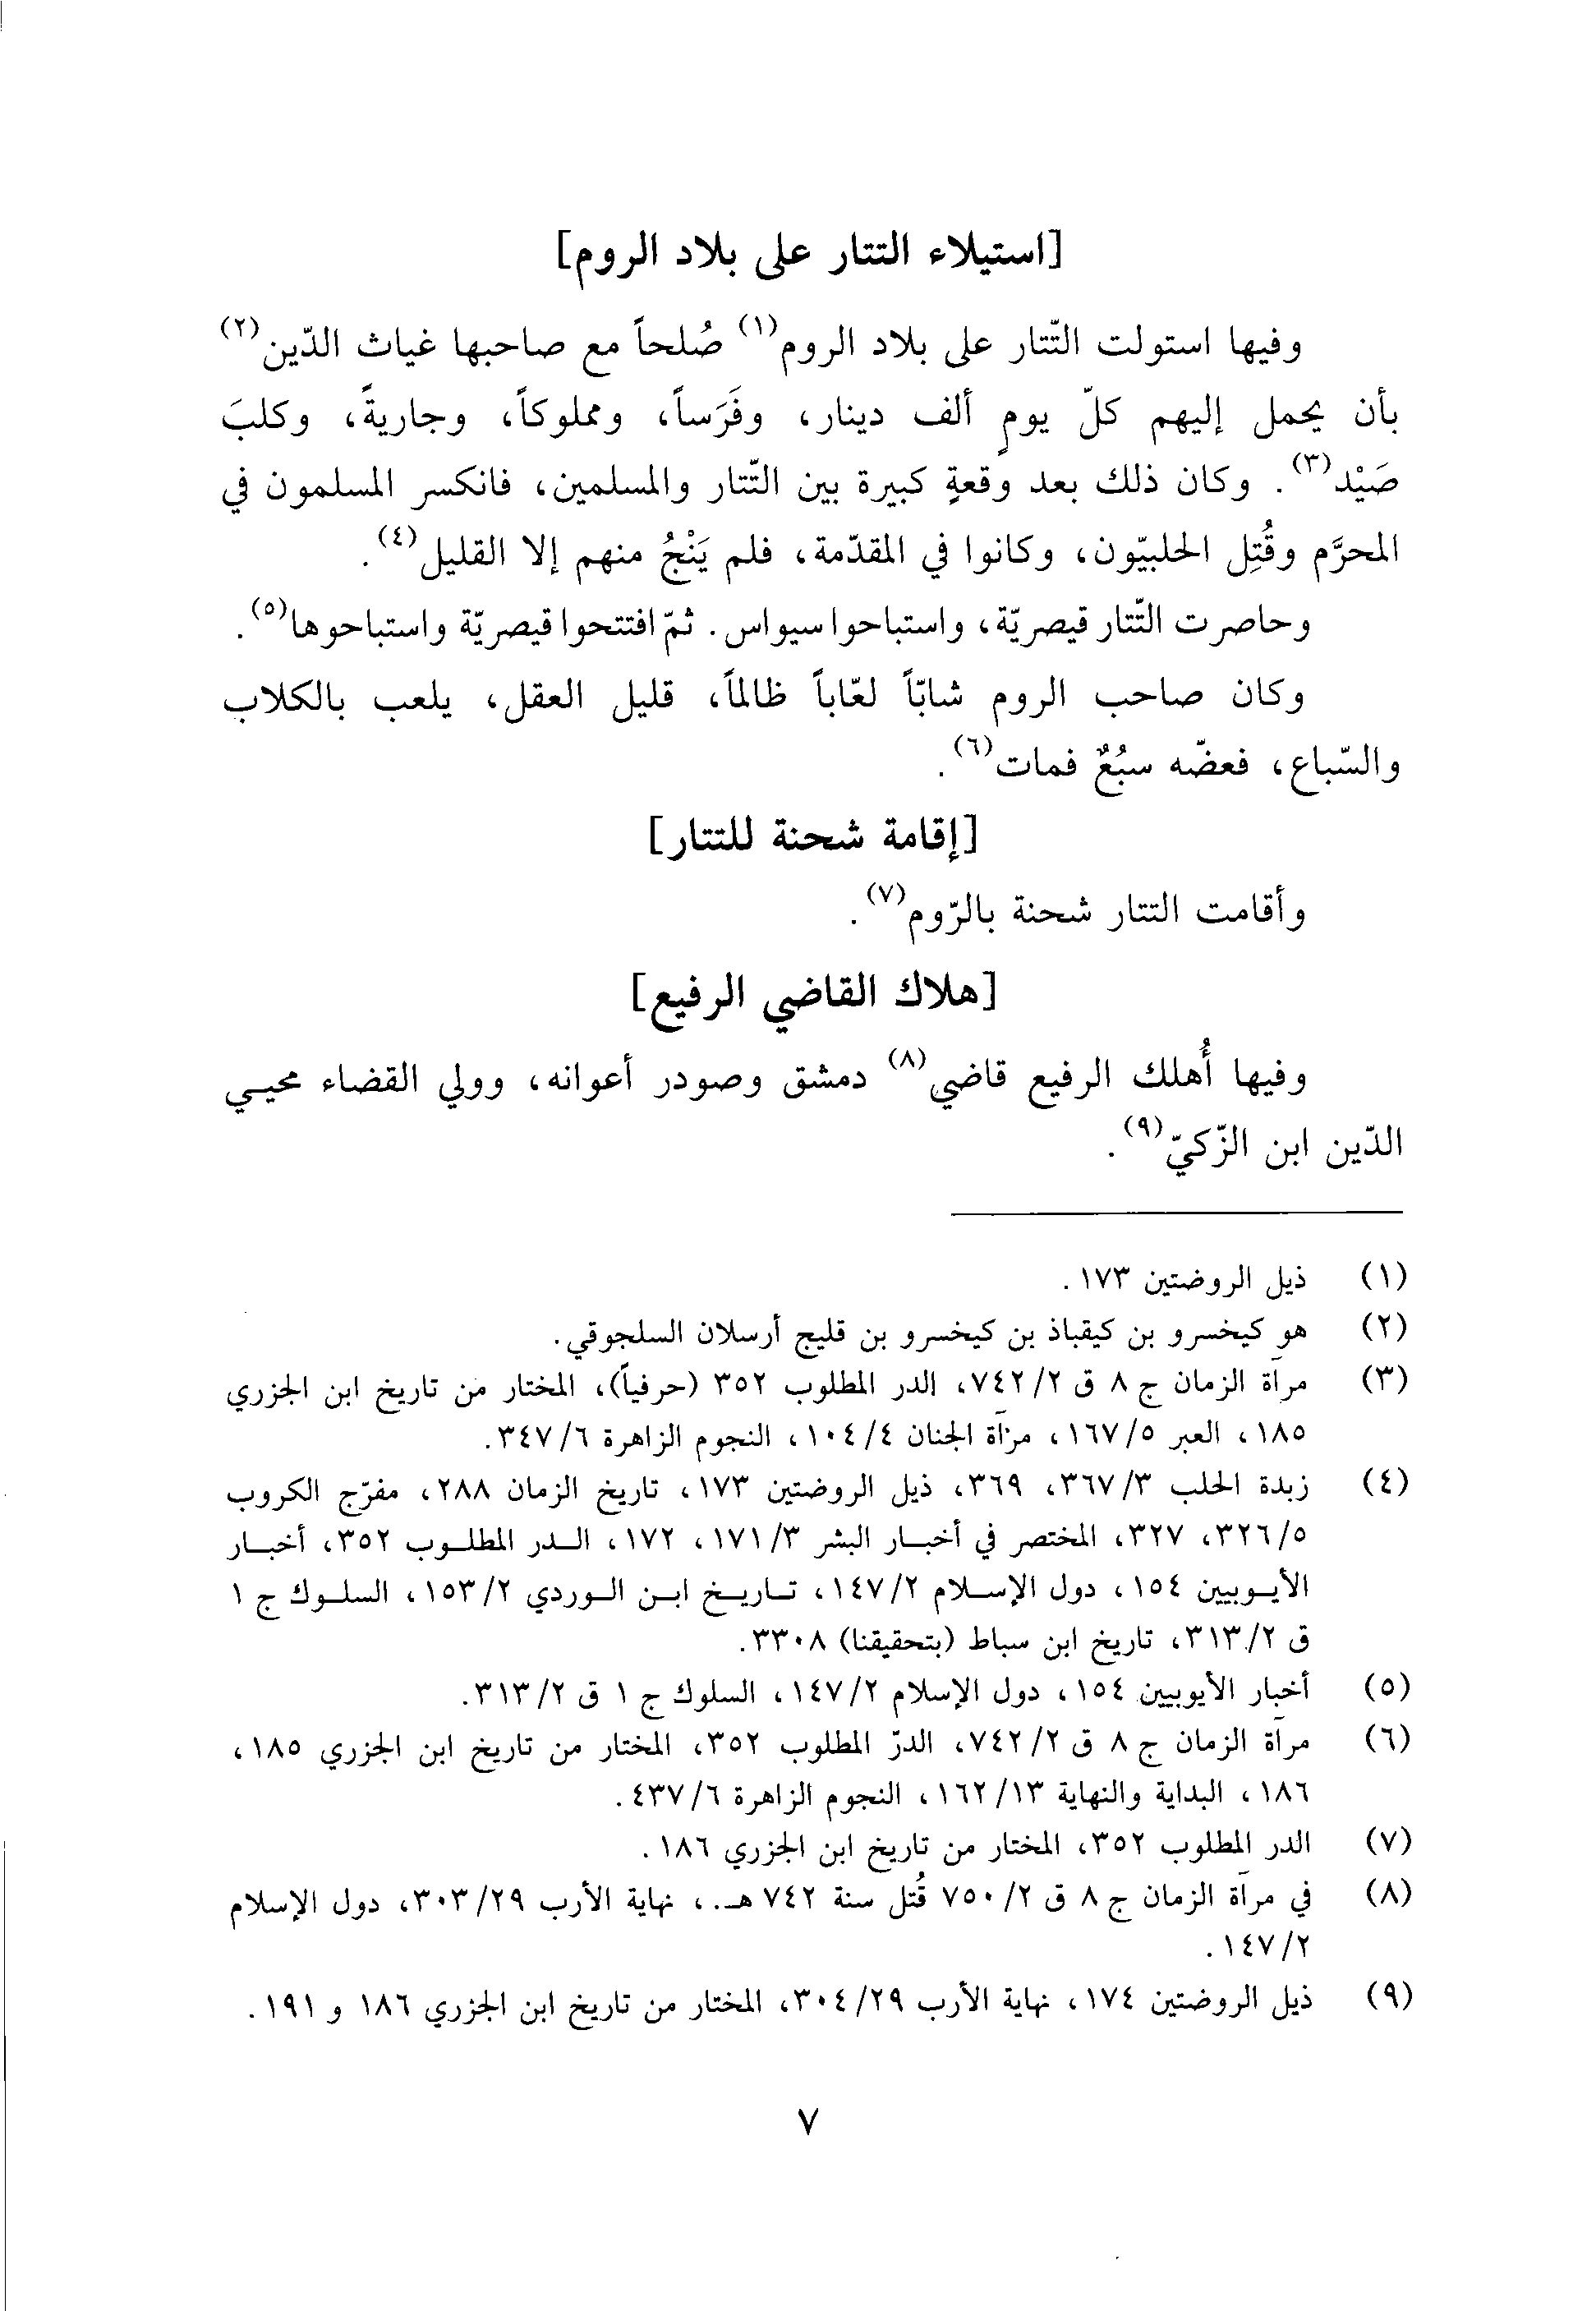 [استيلاء التتار على بلاد الروم]
وفيها استولت التّتار على بلاد الروم(١) صُلحاً مع صاحبها غياث الدّين(٢)
بأن يحمل إليهم كلّ يومٍ ألف دينار، وفَرَساً، ومملوكاً، وجاريةً، وكلبَ
صَيْد(٣). وكان ذلك بعد وقعةٍ كبيرة بين التّتار والمسلمين، فانكسر المسلمون في
المحرَّم وقُتِل الحلبيّون، وكانوا في المقدّمة، فلم يَنْجُ منهم إلا القليل(٤).
وحاصرت التّتار قيصريّة، واستباحوا سيواس. ثمّ افتتحوا قيصريّة واستباحوها(٥).
وكان صاحب الروم شابّاً لعّاباً ظالماً، قليل العقل، يلعب بالكلاب
والسّباع، فعضّه سبُعٌ فمات(٦).
[إقامة شحنة للتتار]
وأقامت التتار شحنة بالرّوم(٧).
[هلاك القاضي الرفيع]
وفيها أُهلك الرفيع قاضي(٨) دمشق وصودر أعوانه، وولي القضاء محيـي
الدّين ابن الزّكيّ(٩).
(١) ذيل الروضتين ١٧٣.
(٢) هو كيخسرو بن كيقباذ بن كيخسرو بن قليج أرسلان السلجوقي.
(٣) مرآة الزمان ج ٨ ق ٧٤٢/٢، الدر المطلوب ٣٥٢ (حرفياً)، المختار من تاريخ ابن الجزري
١٨٥، العبر ١٦٧/٥، مرآة الجنان ١٠٤/٤، النجوم الزاهرة ٣٤٧/٦.
(٤) زبدة الحلب ٣٦٧/٣، ٣٦٩، ذيل الروضتين ١٧٣، تاريخ الزمان ٢٨٨، مفرّج الكروب
٣٢٦/٥، ٣٢٧، المختصر في أخبـار البشر ١٧١/٣، ١٧٢، الـدر المطلـوب ٣٥٢، أخبـار
الأيـوبيين ١٥٤، دول الإسـلام ١٤٧/٢، تـاريـخ ابـن الـوردي ١٥٣/٢، السلـوك ج ١
ق ٣١٣/٢، تاريخ ابن سباط (بتحقيقنا) ٣٣٠٨.
(٥) أخبار الأيوبيين ١٥٤، دول الإسلام ١٤٧/٢، السلوك ج ١ ق ٣١٣/٢.
(٦) مرآة الزمان ج ٨ ق ٧٤٢/٢، الدرّ المطلوب ٣٥٢، المختار من تاريخ ابن الجزري ١٨٥،
١٨٦، البداية والنهاية ١٦٢/١٣، النجوم الزاهرة ٤٣٧/٦.
(٧) الدر المطلوب ٣٥٢، المختار من تاريخ ابن الجزري ١٨٦.
(٨) في مرآة الزمان ج ٨ ق ٧٥٠/٢ قُتل سنة ٧٤٢ هـ.، نهاية الأرب ٣٠٣/٢٩، دول الإسلام
١٤٧/٢.
(٩) ذيل الروضتين ١٧٤، نهاية الأرب ٣٠٤/٢٩، المختار من تاريخ ابن الجزري ١٨٦ و ١٩١.
٧